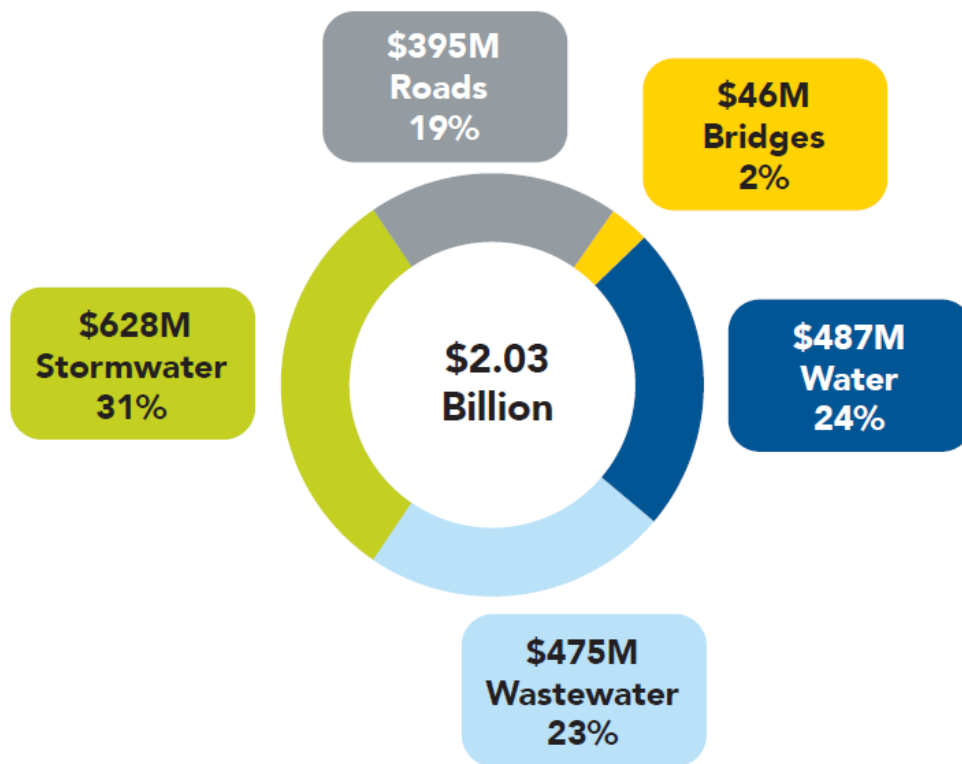 $395M
Roads
19%
$46M
Bridges
2%
$628M
Stormwater
31%
$2.03
Billion
$487M
Water
24%
$475M
Wastewater
23%